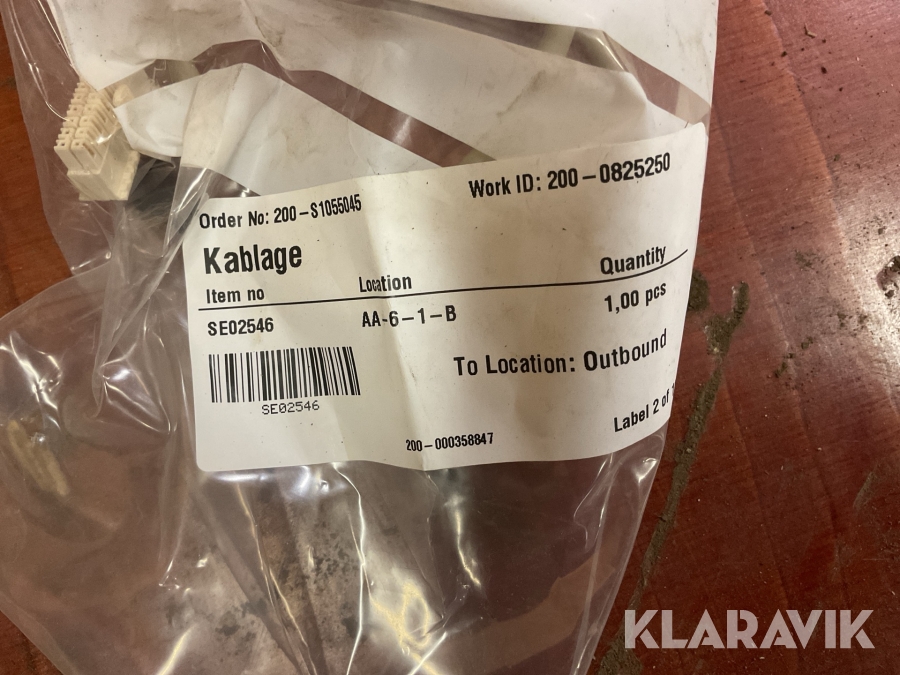 Order No: 200-S1055045
Work ID: 200-0825250
Kablage
Item no Location Quantity
SE02546 AA-6-1-B 1,00 pcs
SE02546
To Location: Outbound
Label 2 of
200-000358847
KLARAVIK